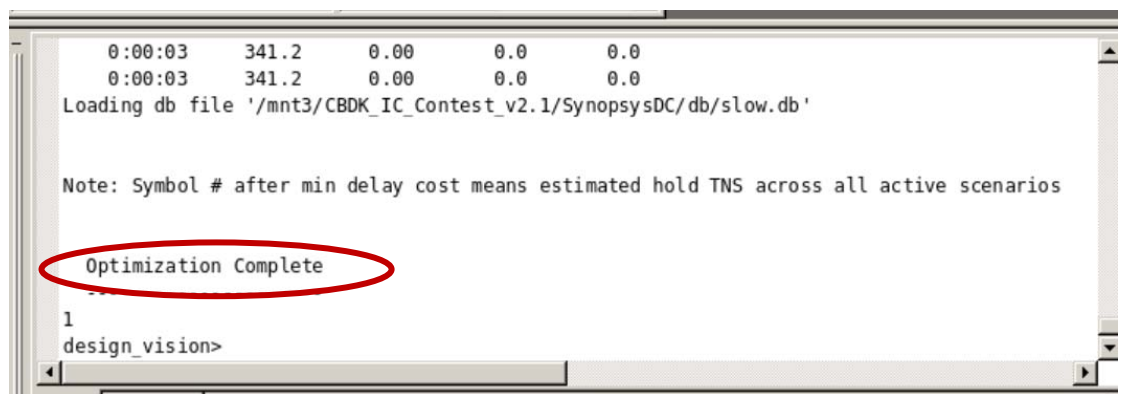 0:00:03 341.2 0.00 0.0 0.0
0:00:03 341.2 0.00 0.0 0.0
Loading db file '/mnt3/CBDK_IC_Contest_v2.1/SynopsysDC/db/slow.db'
Note: Symbol # after min delay cost means estimated hold TNS across all active scenarios
Optimization Complete
1
design_vision>